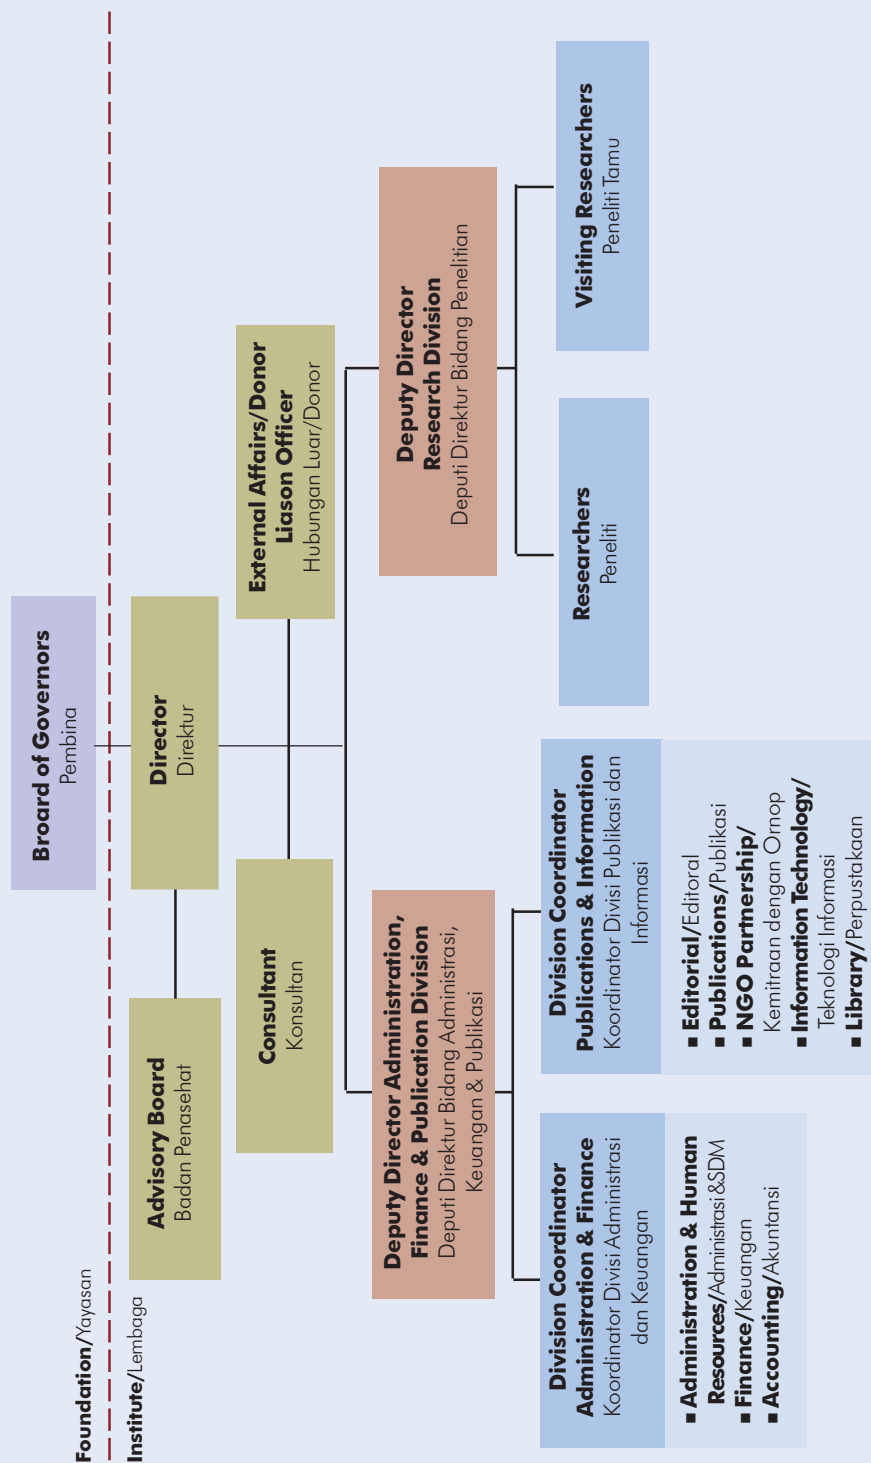 Foundation/Yayasan
Institute/Lembaga
Broard of Governors
Pembina
Director
Direktur
Advisory Board
Badan Penasehat
Consultant
Konsultan
External Affairs/Donor
Liason Officer
Hubungan Luar/Donor
Deputy Director Administration,
Finance & Publication Division
Deputi Direktur Bidang Administrasi,
Keuangan & Publikasi
Deputy Director
Research Division
Deputi Direktur Bidang Penelitian
Division Coordinator
Administration & Finance
Koordinator Divisi Administrasi
dan Keuangan
■ Administration & Human
Resources/Administrasi &SDM
■ Finance/Keuangan
■ Accounting/Akuntansi
Division Coordinator
Publications & Information
Koordinator Divisi Publikasi dan
Informasi
■ Editorial/Editoral
■ Publications/Publikasi
■ NGO Partnership/
Kemitraan dengan Ornop
■ Information Technology/
Teknologi Informasi
■ Library/Perpustakaan
Researchers
Peneliti
Visiting Researchers
Peneliti Tamu